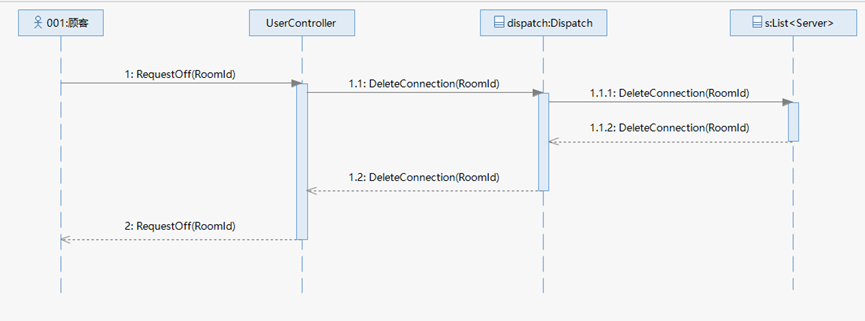 001:顾客
UserController
dispatch:Dispatch
s:List<Server>
1: RequestOff(RoomId)
1.1: DeleteConnection(RoomId)
1.1.1: DeleteConnection(RoomId)
1.1.2: DeleteConnection(RoomId)
1.2: DeleteConnection(RoomId)
2: RequestOff(RoomId)